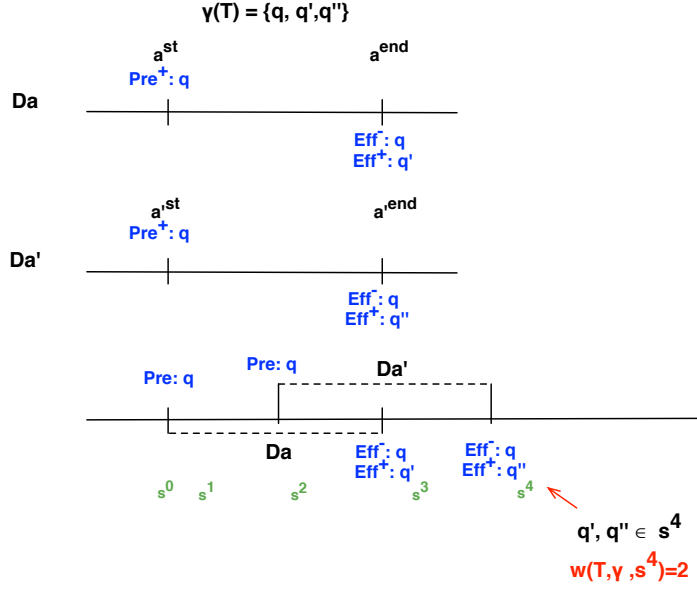 γ(T) = {q, q',q"}
a^st a^end
Pre^+: q
Da
Eff^-: q
Eff^+: q'
a'^st a'^end
Pre^+: q
Da'
Eff^-: q
Eff^+: q"
Pre: q Pre: q Da'
Da
Eff^-: q Eff^-: q
Eff^+: q' Eff^+: q"
s^0 s^1 s^2 s^3 s^4
q', q" ∈ s^4
w(T,γ ,s^4)=2